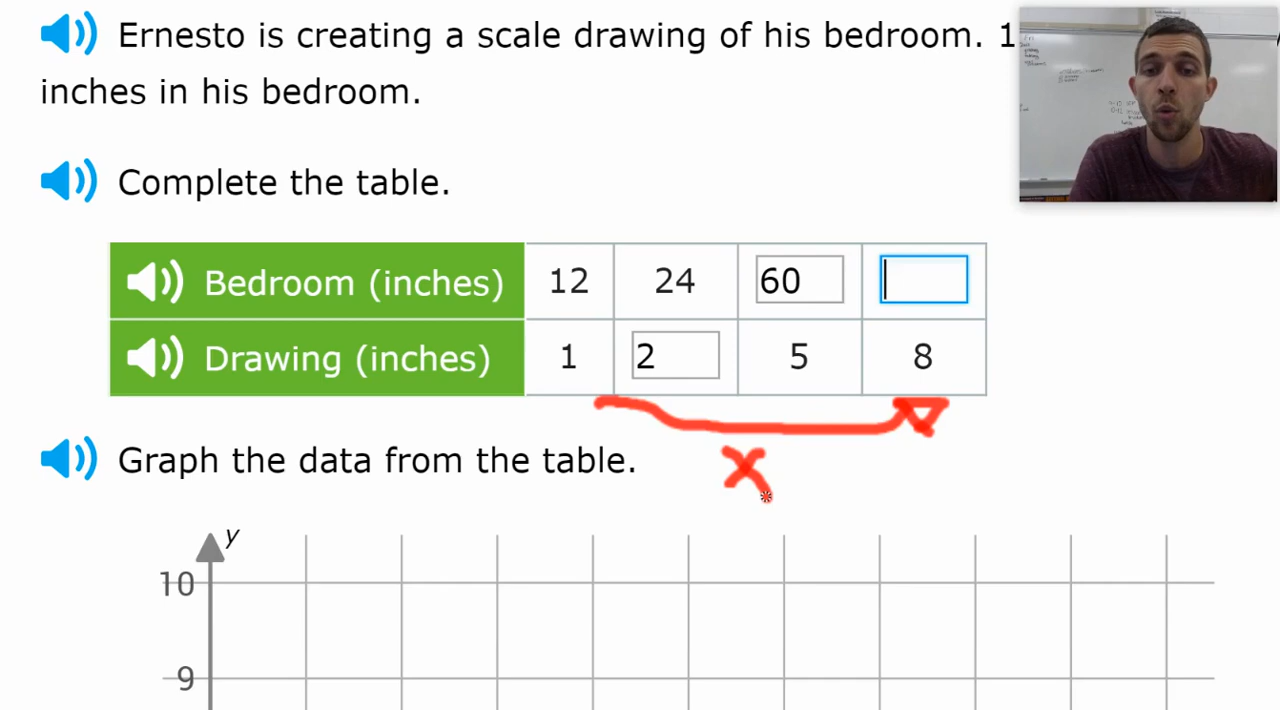 Ernesto is creating a scale drawing of his bedroom. 1
inches in his bedroom.
Complete the table.
Bedroom (inches) 12 24 60
Drawing (inches) 1 2 5 8
x
Graph the data from the table.
y
10
9